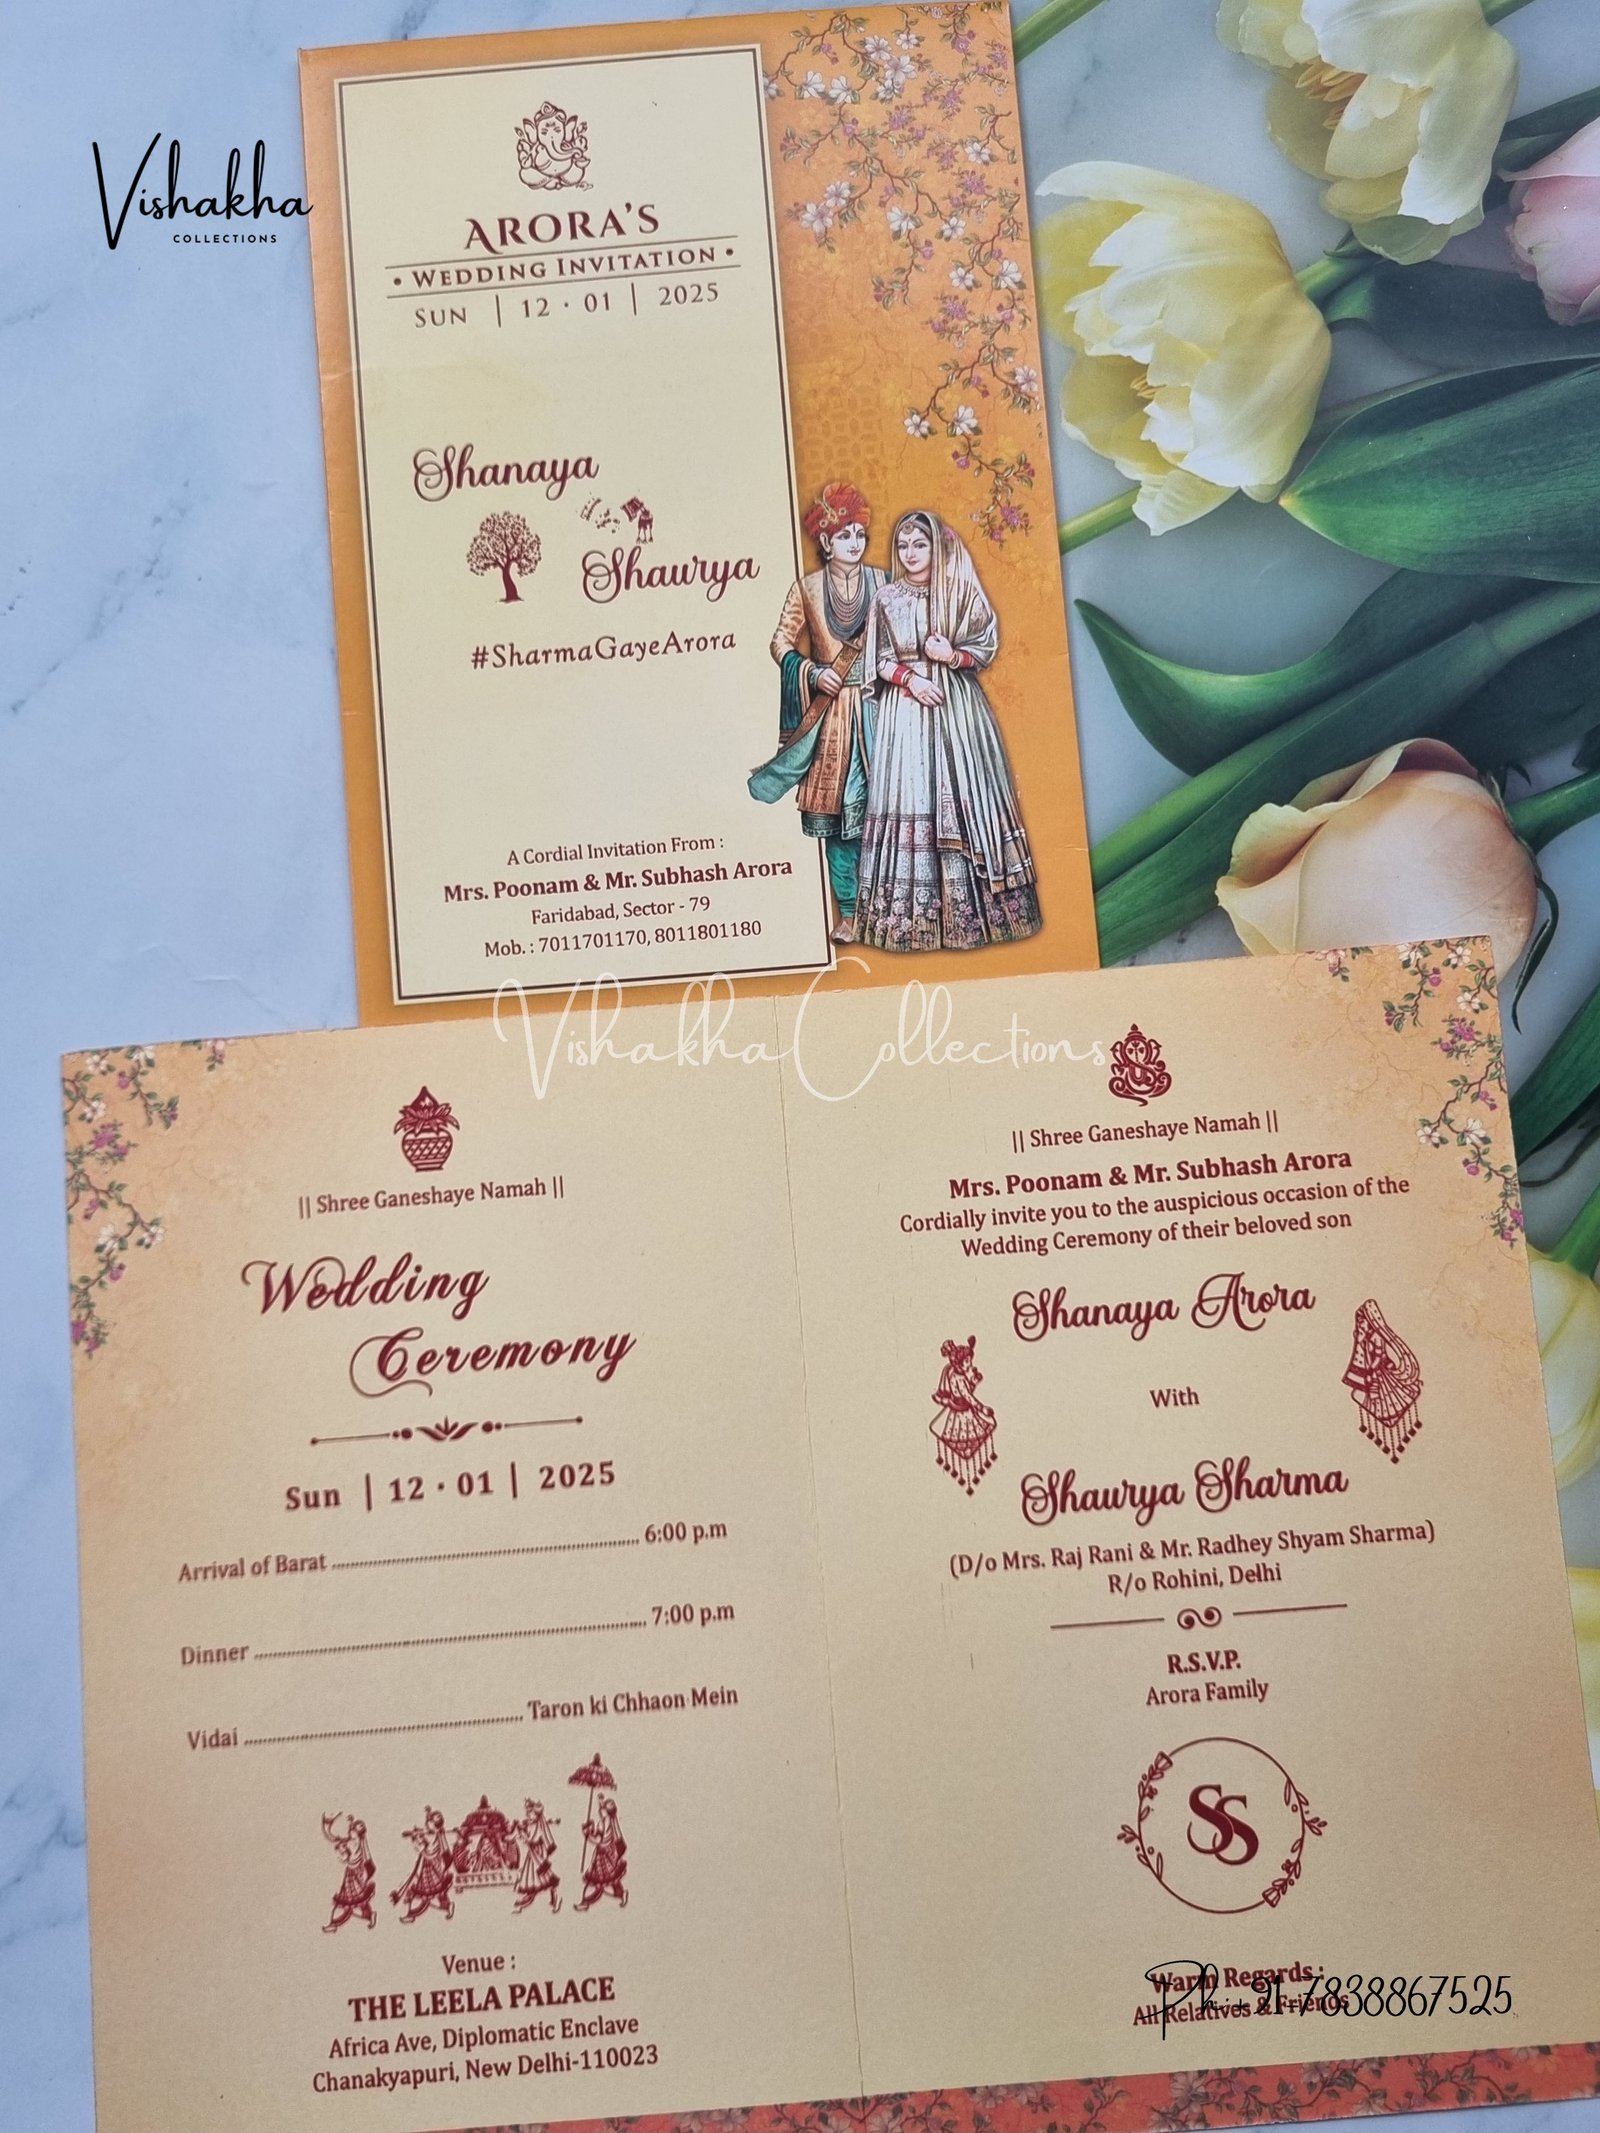 Vishakha
COLLECTIONS
ARORA'S
• WEDDING INVITATION •
SUN | 12 · 01 | 2025
Shanaya
Shaurya
#SharmaGayeArora
A Cordial Invitation From :
Mrs. Poonam & Mr. Subhash Arora
Faridabad, Sector - 79
Mob. : 7011701170, 8011801180
Vishakha Collections
|| Shree Ganeshaye Namah ||
Wedding
Ceremony
Sun | 12 · 01 | 2025
Arrival of Barat ........ 6:00 p.m
Dinner ........ 7:00 p.m
Vidai ........ Taron ki Chhaon Mein
Venue :
THE LEELA PALACE
Africa Ave, Diplomatic Enclave
Chanakyapuri, New Delhi-110023
|| Shree Ganeshaye Namah ||
Mrs. Poonam & Mr. Subhash Arora
Cordially invite you to the auspicious occasion of the
Wedding Ceremony of their beloved son
Shanaya Arora
With
Shaurya Sharma
(D/o Mrs. Raj Rani & Mr. Radhey Shyam Sharma)
R/o Rohini, Delhi
R.S.V.P.
Arora Family
SS
Warm Regards :
All Relatives & Friends
Ph.:+91-7838867525